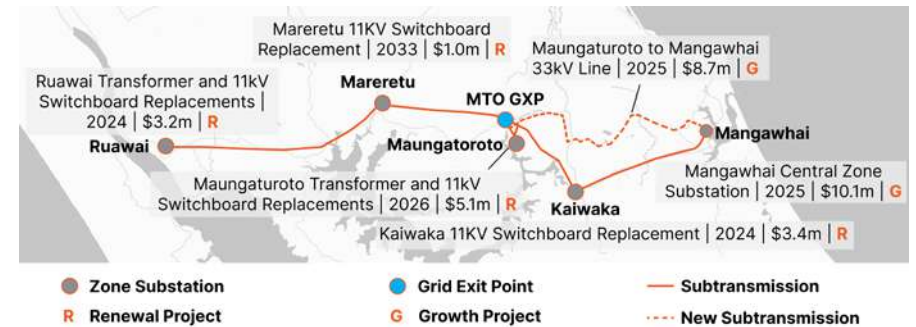 Mareretu 11KV Switchboard
Replacement | 2033 | $1.0m | R
Maungaturoto to Mangawhai
33kV Line | 2025 | $8.7m | G
Ruawai Transformer and 11kV
Switchboard Replacements |
2024 | $3.2m | R
Mareretu
MTO GXP
Ruawai
Maungatoroto
Mangawhai
Maungaturoto Transformer and 11kV
Switchboard Replacements | 2026 | $5.1m | R
Mangawhai Central Zone
Substation | 2025 | $10.1m | G
Kaiwaka
Kaiwaka 11KV Switchboard Replacement | 2024 | $3.4m | R
Zone Substation
Grid Exit Point
Subtransmission
R Renewal Project
G Growth Project
New Subtransmission